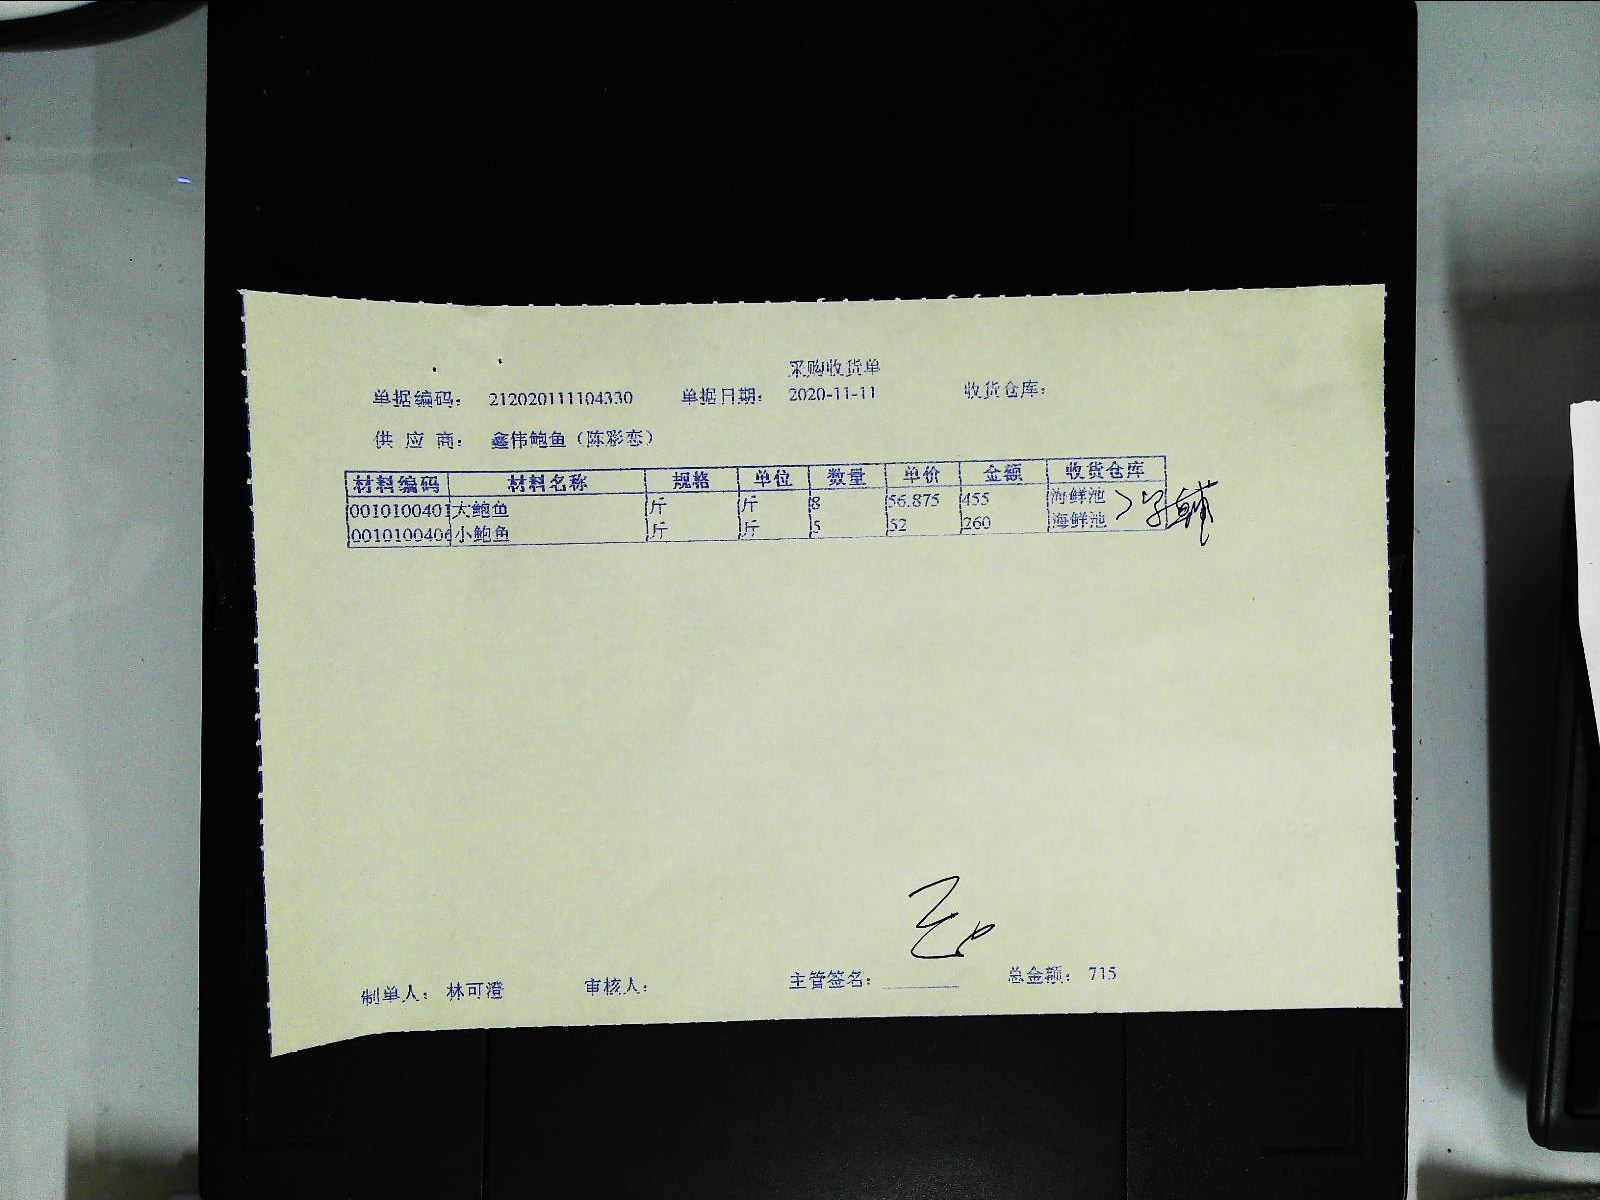 采购收货单
单据编码： 212020111104330 单据日期： 2020-11-11 收货仓库：
供 应 商： 鑫伟鲍鱼（陈彩恋）
材料编码 材料名称 规格 单位 数量 单价 金额 收货仓库
0010100401 大鲍鱼 斤 斤 8 56.875 455 海鲜池
0010100406 小鲍鱼 斤 斤 5 52 260 海鲜池
制单人： 林可澄 审核人： 主管签名： 总金额： 715